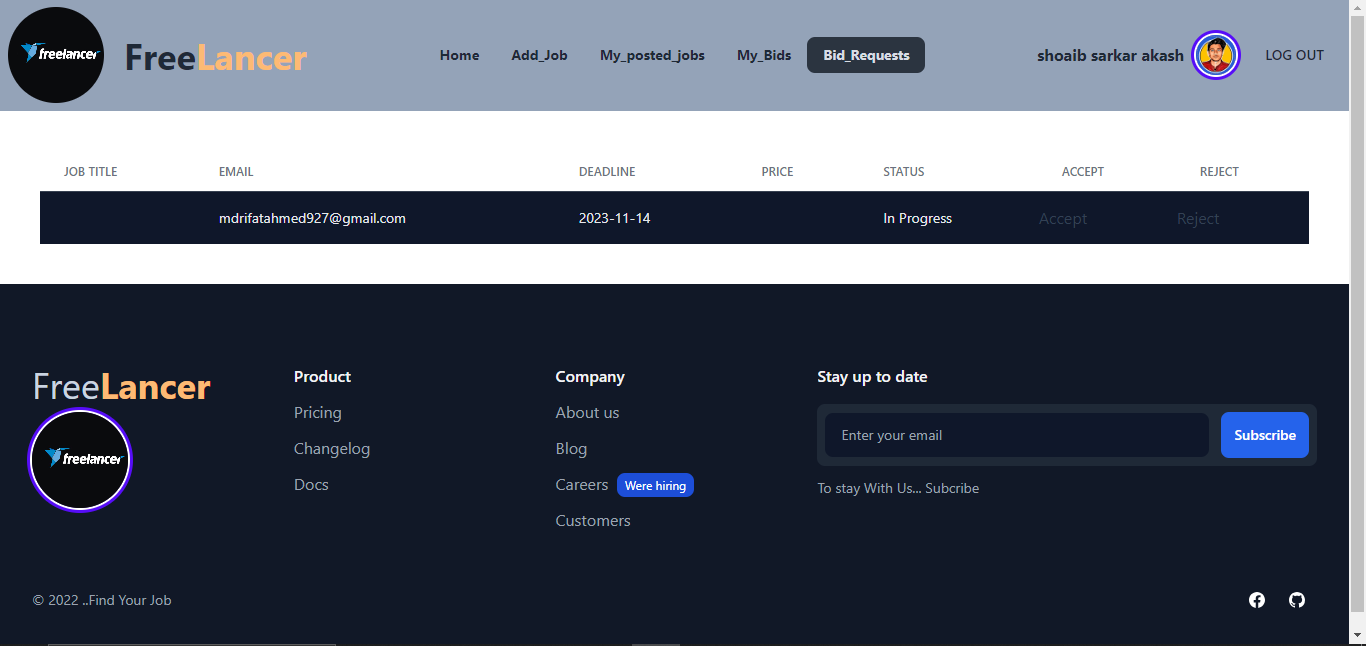 freelancer
FreeLancer
Home Add_Job My_posted_jobs My_Bids Bid_Requests
shoaib sarkar akash
LOG OUT
JOB TITLE EMAIL DEADLINE PRICE STATUS ACCEPT REJECT
mdrifatahmed927@gmail.com 2023-11-14 In Progress Accept Reject
FreeLancer
freelancer
Product
Pricing
Changelog
Docs
Company
About us
Blog
Careers Were hiring
Customers
Stay up to date
Enter your email Subscribe
To stay With Us... Subcribe
© 2022 ..Find Your Job